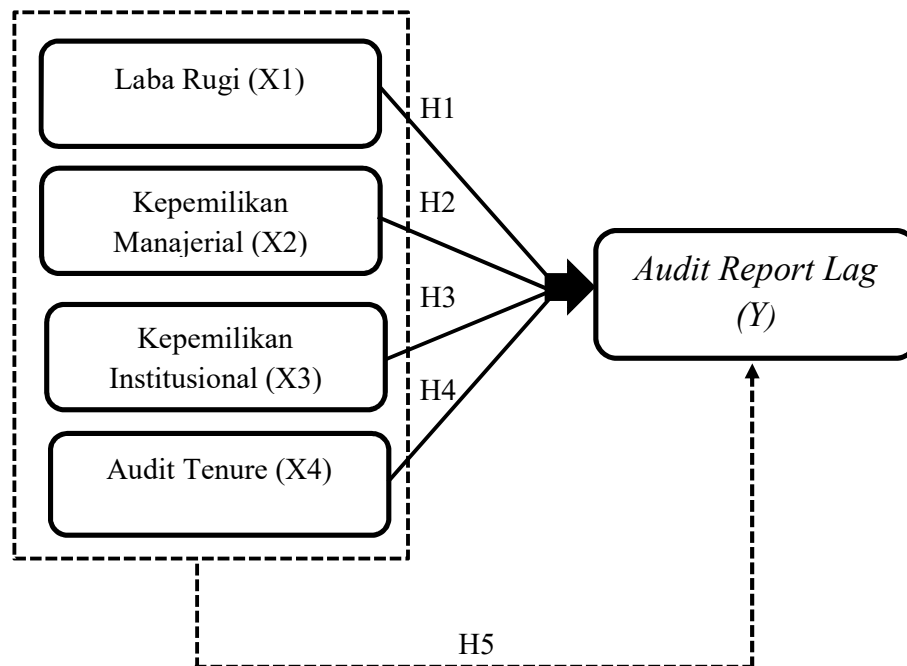 Laba Rugi (X1)
H1
Kepemilikan
Manajerial (X2)
H2
Kepemilikan
Institusional (X3)
H3
Audit Tenure (X4)
H4
Audit Report Lag
(Y)
H5